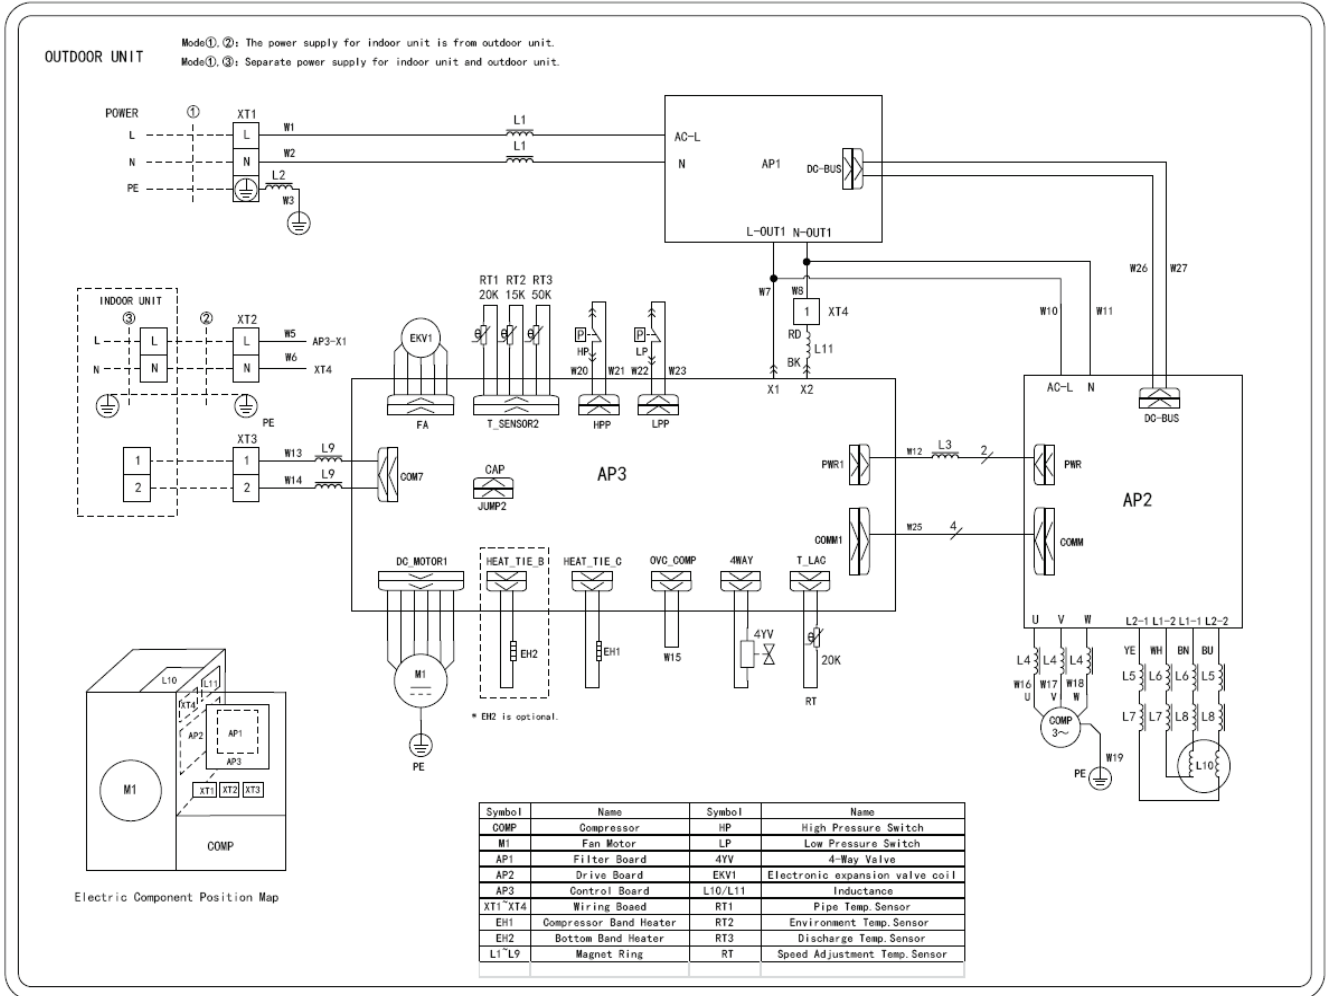 OUTDOOR UNIT
Mode①,②: The power supply for indoor unit is from outdoor unit.
Mode①,③: Separate power supply for indoor unit and outdoor unit.
POWER
①
XT1
L
L
W1
L1
AC-L
N
N
W2
L1
N
AP1
DC-BUS
PE
L2
W3
L-OUT1 N-OUT1
W26
W27
INDOOR UNIT
③
②
XT2
L
L
L
W5
AP3-X1
N
N
N
W6
XT4
PE
RT1 RT2 RT3
20K 15K 50K
θ
θ
θ
EKV1
P
HP
P
LP
W20
W21
W22
W23
W7
W8
1
XT4
RD
L11
BK
W10
W11
X1
X2
AC-L
N
DC-BUS
FA
T_SENSOR2
HPP
LPP
XT3
1
1
W13
L9
2
2
W14
L9
COM7
CAP
JUMP2
AP3
PWR1
W12
L3
2
PWR
AP2
COMM1
W25
4
COMM
DC_MOTOR1
HEAT_TIE_B
HEAT_TIE_C
OVC_COMP
4WAY
T_LAC
M1
EH2
EH1
W15
4YV
θ
20K
RT
PE
* EH2 is optional.
U
V
W
L2-1 L1-2 L1-1 L2-2
YE
WH
BN
BU
L4
L4
L4
L5
L6
L6
L5
W16
W17
W18
U
V
W
L7
L7
L8
L8
COMP
3～
W19
PE
L10
L10
L11
XT4
AP2
AP1
AP3
M1
XT1
XT2
XT3
COMP
Electric Component Position Map
Symbol Name Symbol Name
COMP Compressor HP High Pressure Switch
M1 Fan Motor LP Low Pressure Switch
AP1 Filter Board 4YV 4-Way Valve
AP2 Drive Board EKV1 Electronic expansion valve coil
AP3 Control Board L10/L11 Inductance
XT1~XT4 Wiring Boaed RT1 Pipe Temp. Sensor
EH1 Compressor Band Heater RT2 Environment Temp. Sensor
EH2 Bottom Band Heater RT3 Discharge Temp. Sensor
L1~L9 Magnet Ring RT Speed Adjustment Temp. Sensor